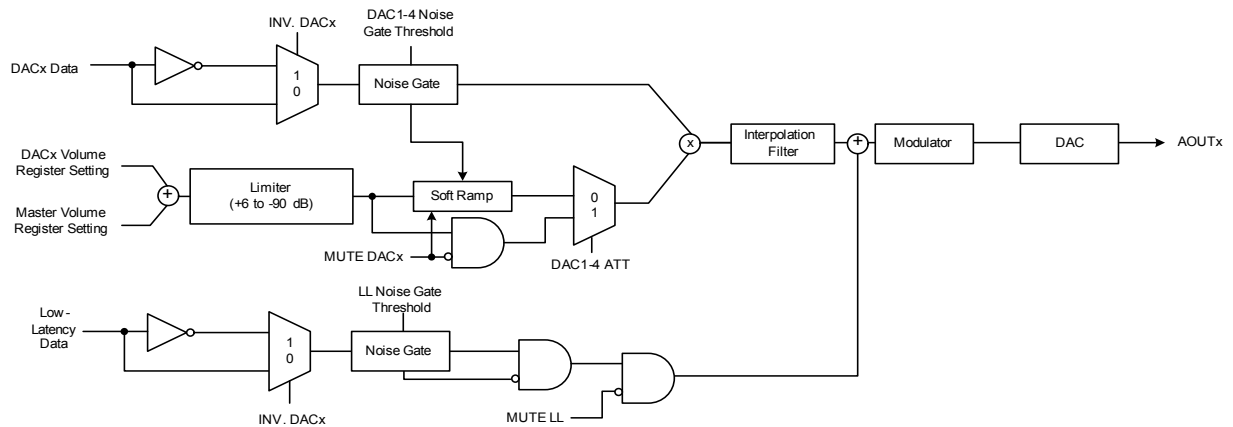 INV. DACx
DAC1-4 Noise
Gate Threshold
DACx Data
1
0
Noise Gate
DACx Volume
Register Setting
Master Volume
Register Setting
+
Limiter
(+6 to -90 dB)
Soft Ramp
0
1
MUTE DACx
DAC1-4 ATT
x
Interpolation
Filter
+
Modulator
DAC
AOUTx
Low-
Latency
Data
1
0
INV. DACx
LL Noise Gate
Threshold
Noise Gate
MUTE LL